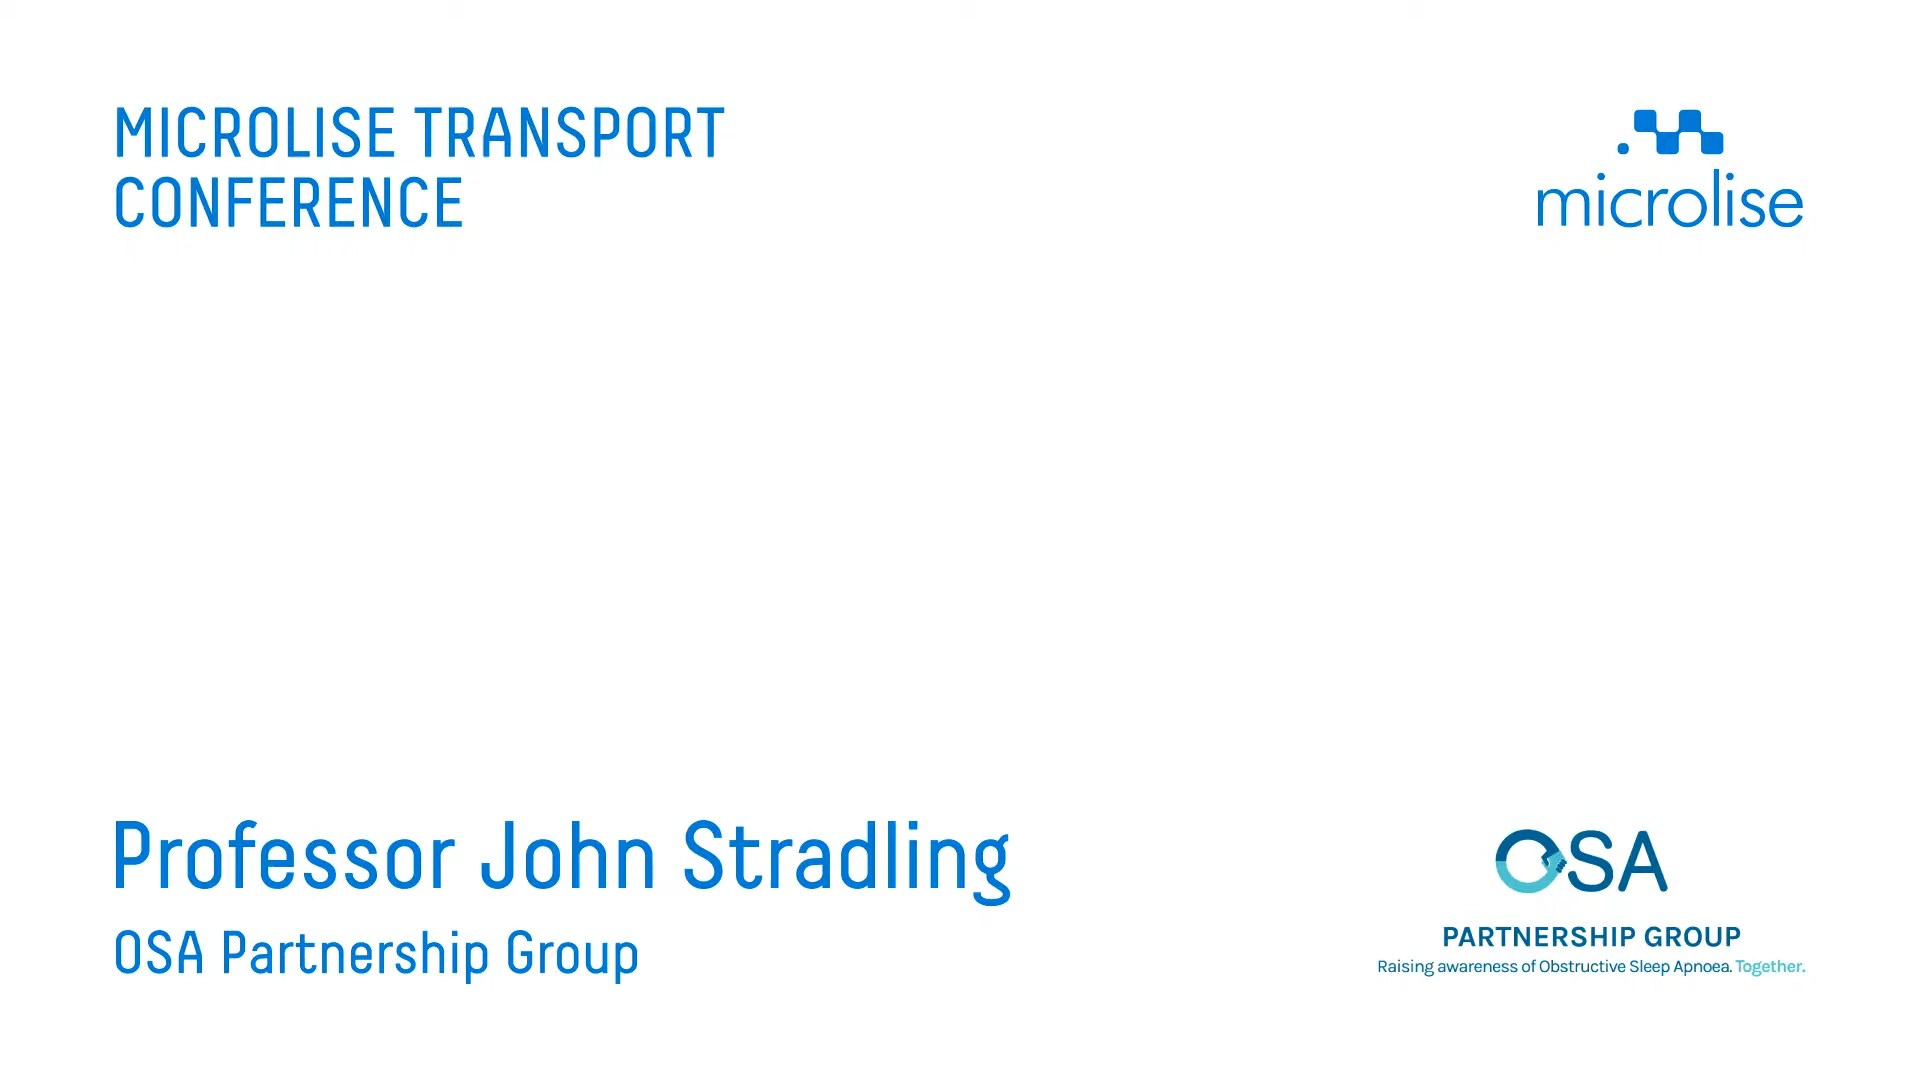 MICROLISE TRANSPORT
CONFERENCE
microlise
Professor John Stradling
OSA Partnership Group
OSA
PARTNERSHIP GROUP
Raising awareness of Obstructive Sleep Apnoea. Together.